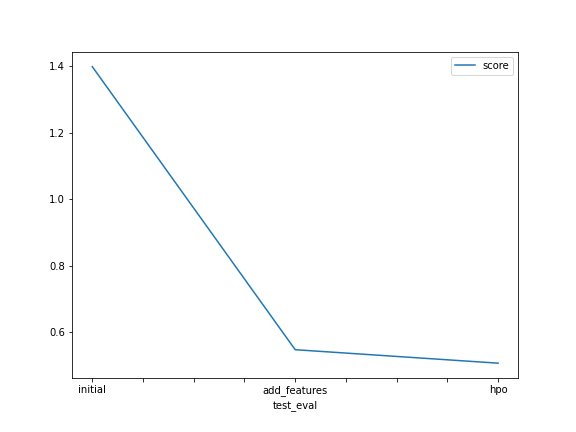 score
1.4
1.2
1.0
0.8
0.6
initial
add_features
hpo
test_eval